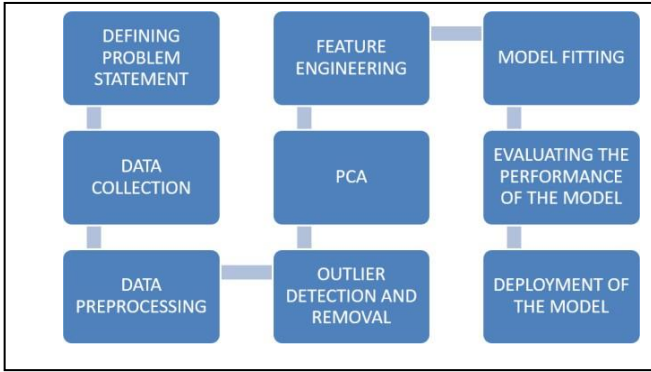 DEFINING
PROBLEM
STATEMENT
DATA
COLLECTION
DATA
PREPROCESSING
OUTLIER
DETECTION AND
REMOVAL
PCA
FEATURE
ENGINEERING
MODEL FITTING
EVALUATING THE
PERFORMANCE
OF THE MODEL
DEPLOYMENT OF
THE MODEL